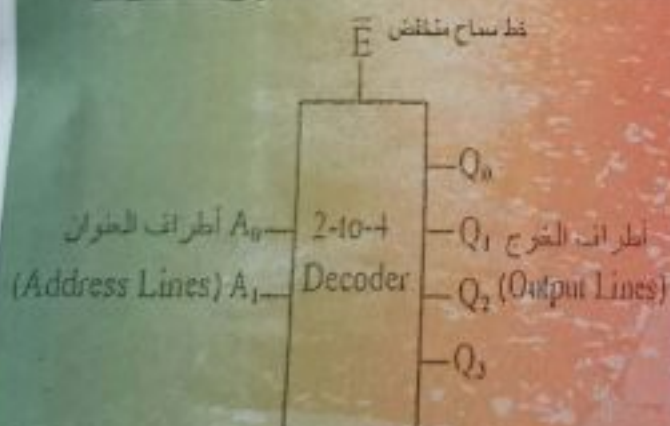 E̅ خط سماح منخفض
Q₀
أطراف العنوان A₀ 2-to-4 Q₁ أطراف الخرج
(Address Lines) A₁ Decoder Q₂ (Output Lines)
Q₃